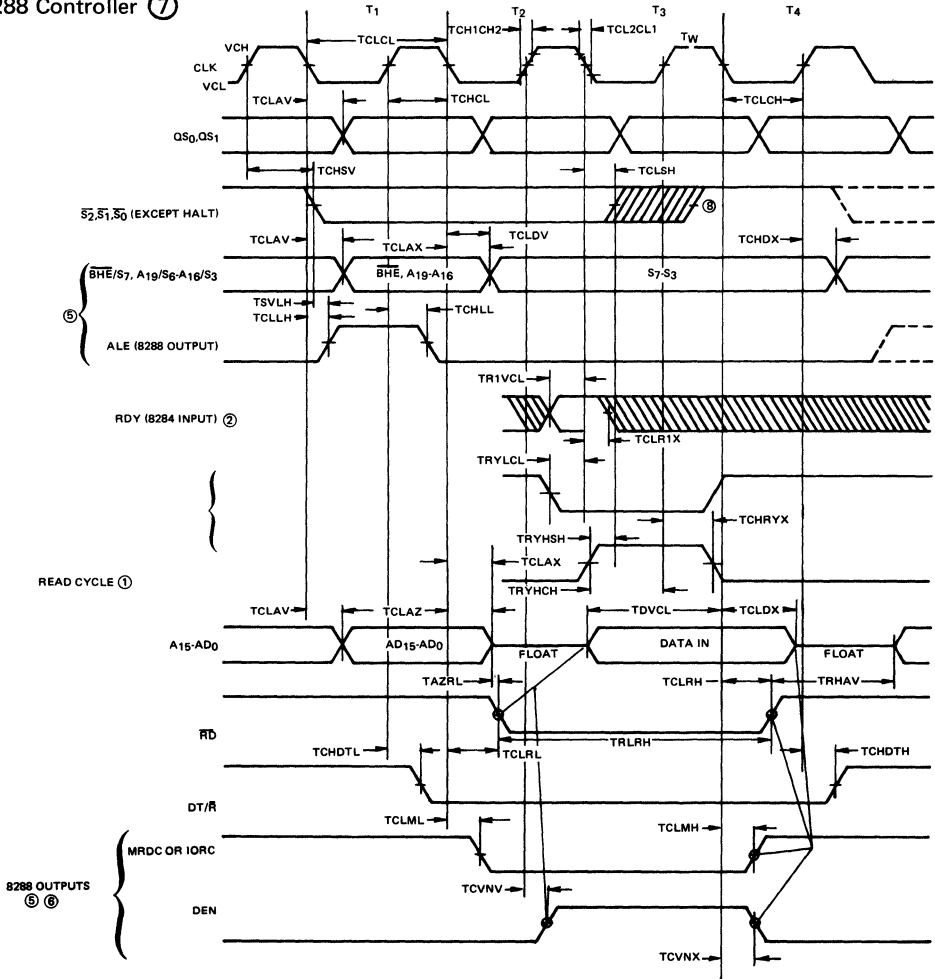 288 Controller ⑦
T1 T2 T3 T4
TCLCL TCH1CH2 TCL2CL1 TW
VCH
CLK
VCL
TCLAV TCHCL TCLCH
QS0,QS1
TCHSV TCLSH
S̅2̅,S̅1̅,S̅0̅ (EXCEPT HALT) ⑧
TCLAV TCLAX TCLDV TCHDX
B̅H̅E̅/S7, A19/S6-A16/S3 B̅H̅E̅, A19-A16 S7-S3
⑤
TSVLH TCHLL
TCLLH
ALE (8288 OUTPUT)
TR1VCL
RDY (8284 INPUT) ②
TCLR1X
TRYLCL
TCHRYX
TRYHSH
TCLAX
READ CYCLE ① TRYHCH
TCLAV TCLAZ TDVCL TCLDX
A15-AD0 AD15-AD0 FLOAT DATA IN FLOAT
TAZRL TCLRH TRHAV
R̅D̅
TRLRH
TCHDTL TCLRL TCHDTH
DT/R̅
TCLML TCLMH
MRDC OR IORC
8288 OUTPUTS
⑤ ⑥
TCVNV
DEN
TCVNX